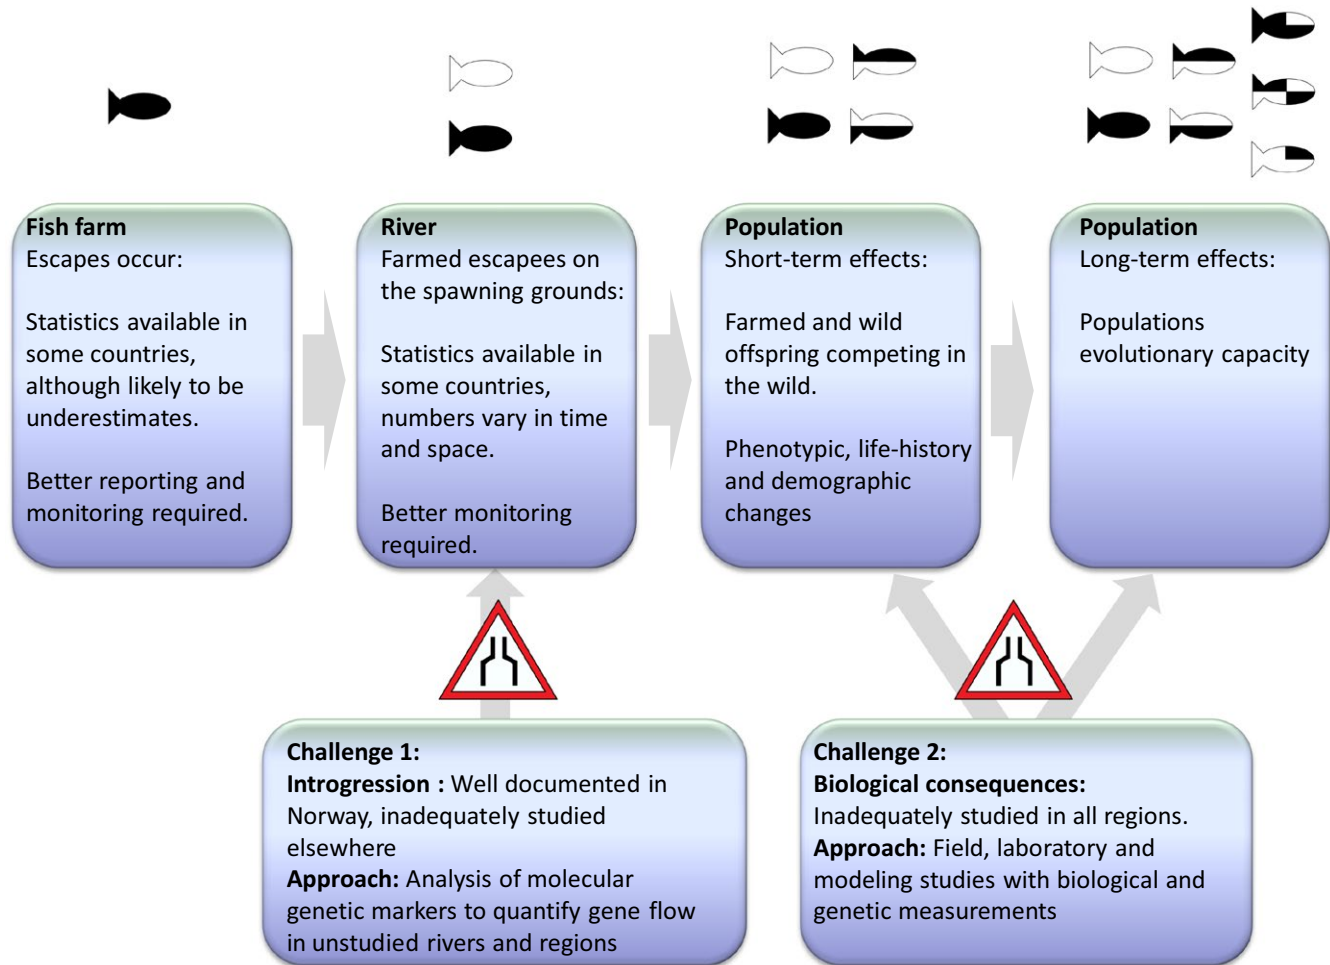 Fish farm
Escapes occur:
Statistics available in
some countries,
although likely to be
underestimates.
Better reporting and
monitoring required.
River
Farmed escapees on
the spawning grounds:
Statistics available in
some countries,
numbers vary in time
and space.
Better monitoring
required.
Population
Short-term effects:
Farmed and wild
offspring competing in
the wild.
Phenotypic, life-history
and demographic
changes
Population
Long-term effects:
Populations
evolutionary capacity
Challenge 1:
Introgression : Well documented in
Norway, inadequately studied
elsewhere
Approach: Analysis of molecular
genetic markers to quantify gene flow
in unstudied rivers and regions
Challenge 2:
Biological consequences:
Inadequately studied in all regions.
Approach: Field, laboratory and
modeling studies with biological and
genetic measurements